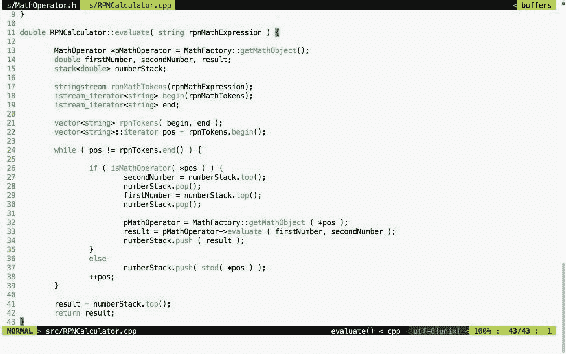 s/MathOperator.h   s/RPNCalculator.cpp   < buffers
9 }
10
11 double RPNCalculator::evaluate( string rpnMathExpression ) {
12
13 MathOperator *pMathOperator = MathFactory::getMathObject();
14 double firstNumber, secondNumber, result;
15 stack<double> numberStack;
16
17 stringstream rpnMathTokens(rpnMathExpression);
18 istream_iterator<string> begin(rpnMathTokens);
19 istream_iterator<string> end;
20
21 vector<string> rpnTokens( begin, end );
22 vector<string>::iterator pos = rpnTokens.begin();
23
24 while ( pos != rpnTokens.end() ) {
25
26 if ( isMathOperator( *pos ) ) {
27 secondNumber = numberStack.top();
28 numberStack.pop();
29 firstNumber = numberStack.top();
30 numberStack.pop();
31
32 pMathOperator = MathFactory::getMathObject ( *pos );
33 result = pMathOperator->evaluate ( firstNumber, secondNumber );
34 numberStack.push ( result );
35 }
36 else
37 numberStack.push( stod( *pos ) );
38 ++pos;
39 }
40
41 result = numberStack.top();
42 return result;
43 }
NORMAL > src/RPNCalculator.cpp   evaluate() < cpp < utf-8[unix] < 100% : 43/43 : 1